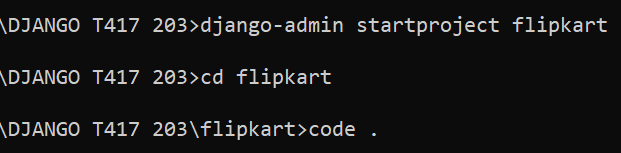 \DJANGO T417 203>django-admin startproject flipkart
\DJANGO T417 203>cd flipkart
\DJANGO T417 203\flipkart>code .